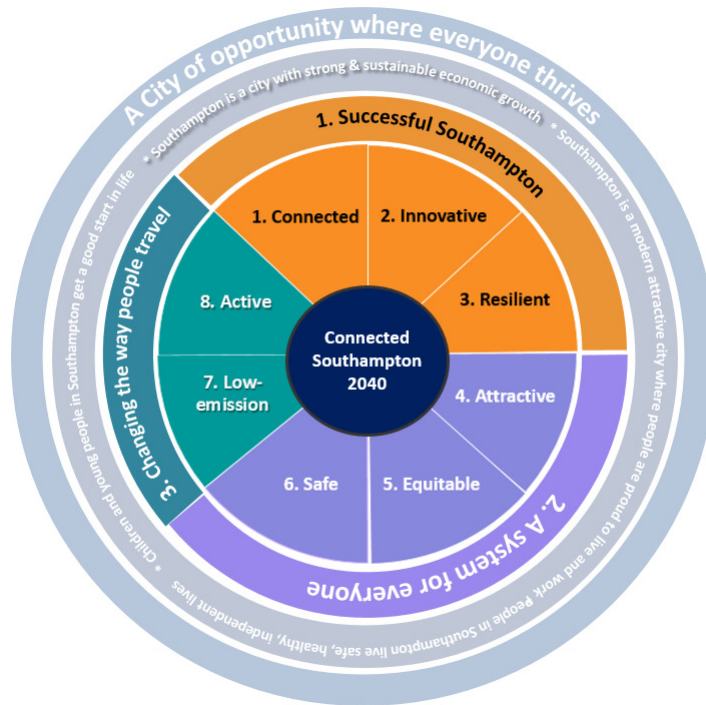 A City of opportunity where everyone thrives
* Southampton is a city with strong & sustainable economic growth
* Southampton is a modern attractive city where people are proud to live and work
People in Southampton live safe, healthy, independent lives
* Children and young people in Southampton get a good start in life
1. Successful Southampton
2. A system for everyone
3. Changing the way people travel
1. Connected
2. Innovative
3. Resilient
4. Attractive
5. Equitable
6. Safe
7. Low-
emission
8. Active
Connected
Southampton
2040